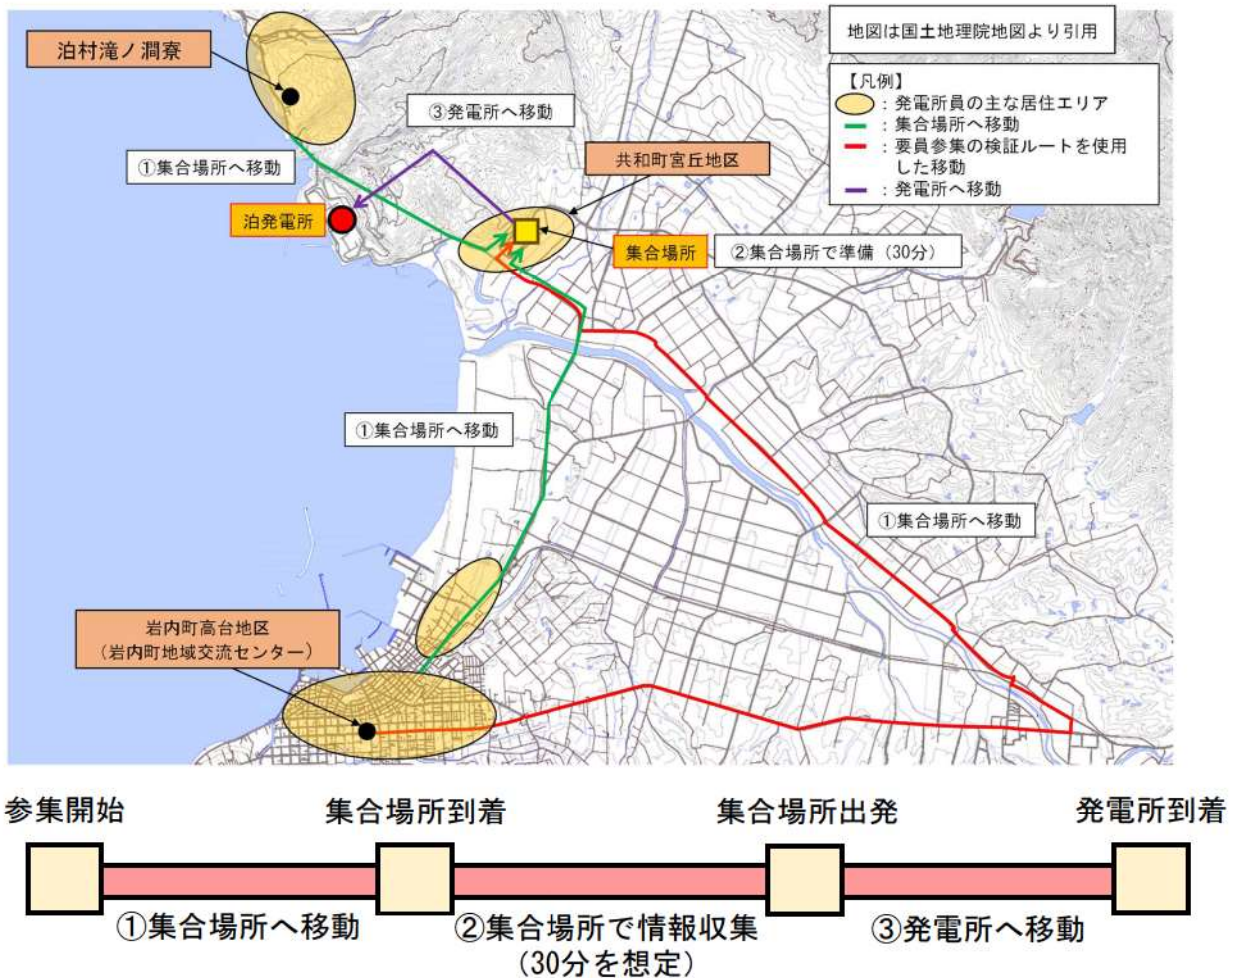 地図は国土地理院地図より引用
泊村滝ノ澗寮
【凡例】
：発電所員の主な居住エリア
：集合場所へ移動
：要員参集の検証ルートを使用
した移動
：発電所へ移動
③発電所へ移動
①集合場所へ移動
共和町宮丘地区
泊発電所
集合場所
②集合場所で準備（30分）
①集合場所へ移動
①集合場所へ移動
岩内町高台地区
（岩内町地域交流センター）
参集開始
集合場所到着
集合場所出発
発電所到着
①集合場所へ移動
②集合場所で情報収集
（30分を想定）
③発電所へ移動